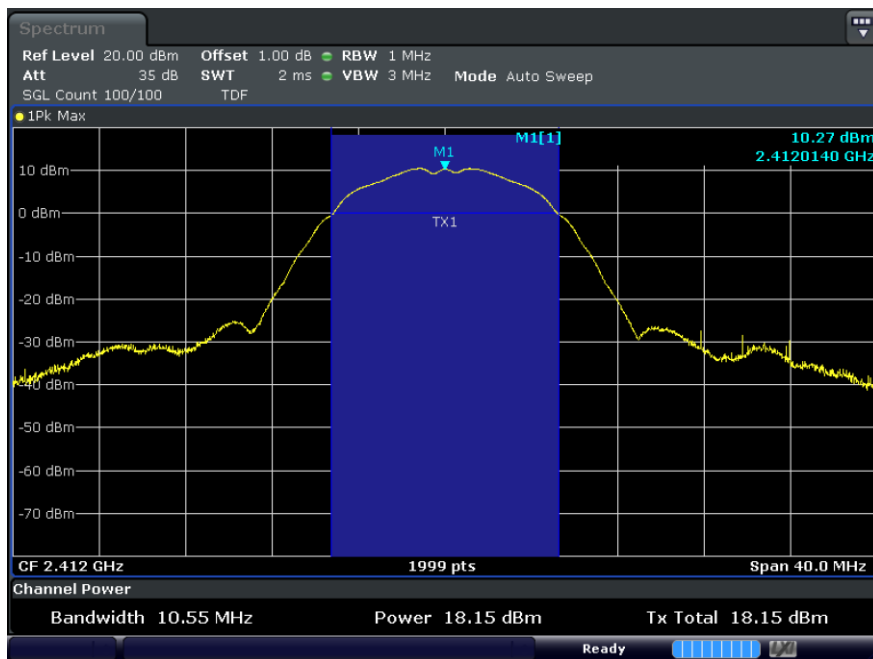 Spectrum
Ref Level 20.00 dBm Offset 1.00 dB RBW 1 MHz
Att 35 dB SWT 2 ms VBW 3 MHz Mode Auto Sweep
SGL Count 100/100 TDF
1Pk Max
M1[1] 10.27 dBm
2.4120140 GHz
M1
10 dBm
0 dBm
TX1
-10 dBm
-20 dBm
-30 dBm
-40 dBm
-50 dBm
-60 dBm
-70 dBm
CF 2.412 GHz 1999 pts Span 40.0 MHz
Channel Power
Bandwidth 10.55 MHz Power 18.15 dBm Tx Total 18.15 dBm
Ready